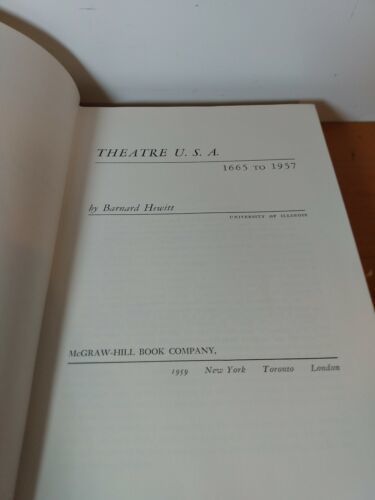 THEATRE U. S. A.
1665 TO 1957
by Barnard Hewitt
UNIVERSITY OF ILLINOIS
McGRAW-HILL BOOK COMPANY,
1959 New York Toronto London